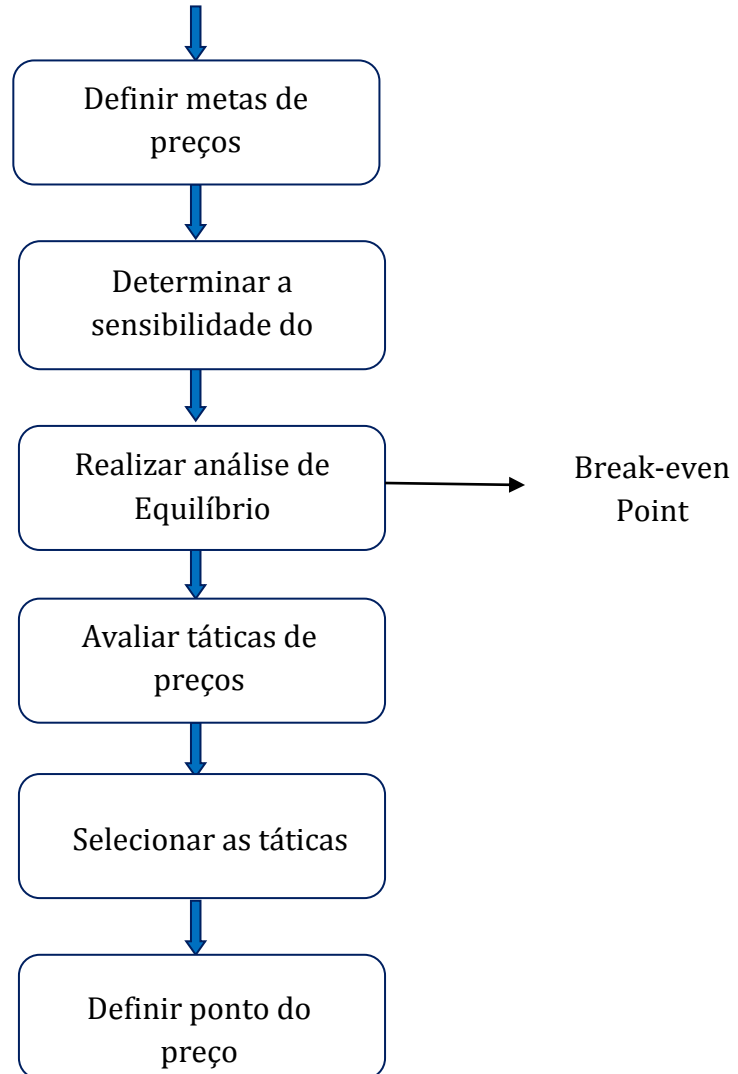 Definir metas de
preços
Determinar a
sensibilidade do
Realizar análise de
Equilíbrio
Break-even
Point
Avaliar táticas de
preços
Selecionar as táticas
Definir ponto do
preço